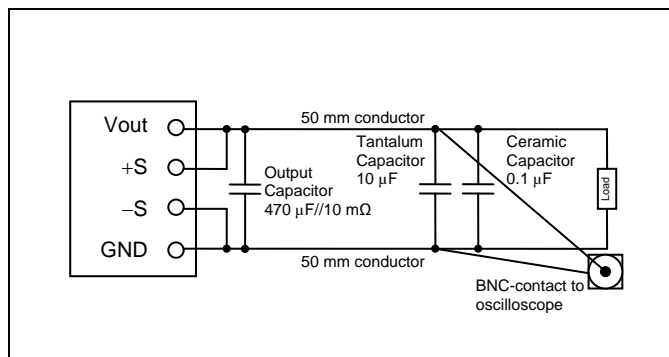 Vout
+S
−S
GND
50 mm conductor
Output
Capacitor
470 μF//10 mΩ
Tantalum
Capacitor
10 μF
Ceramic
Capacitor
0.1 μF
Load
50 mm conductor
BNC-contact to
oscilloscope